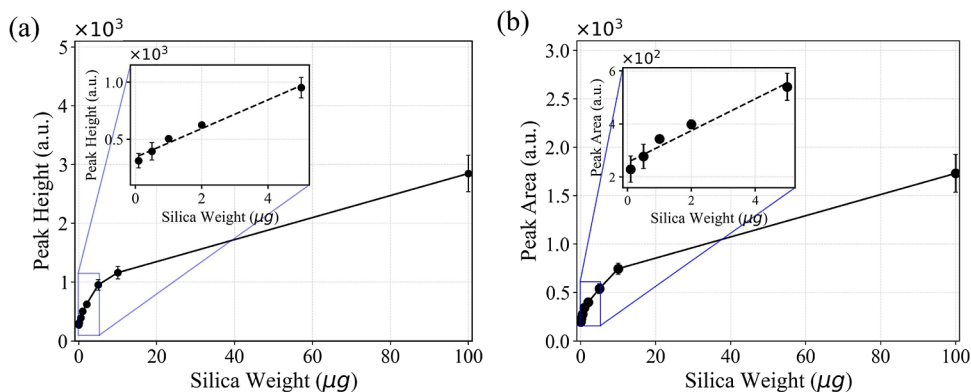 (a)
×10³
Peak Height (a.u.)
5
4
3
2
1
0
0 20 40 60 80 100
Silica Weight (μg)
×10³
Peak Height (a.u.)
1.0
0.5
0 2 4
Silica Weight (μg)
(b)
×10³
Peak Area (a.u.)
3.0
2.5
2.0
1.5
1.0
0.5
0
0 20 40 60 80 100
Silica Weight (μg)
×10²
Peak Area (a.u.)
6
4
2
0 2 4
Silica Weight (μg)